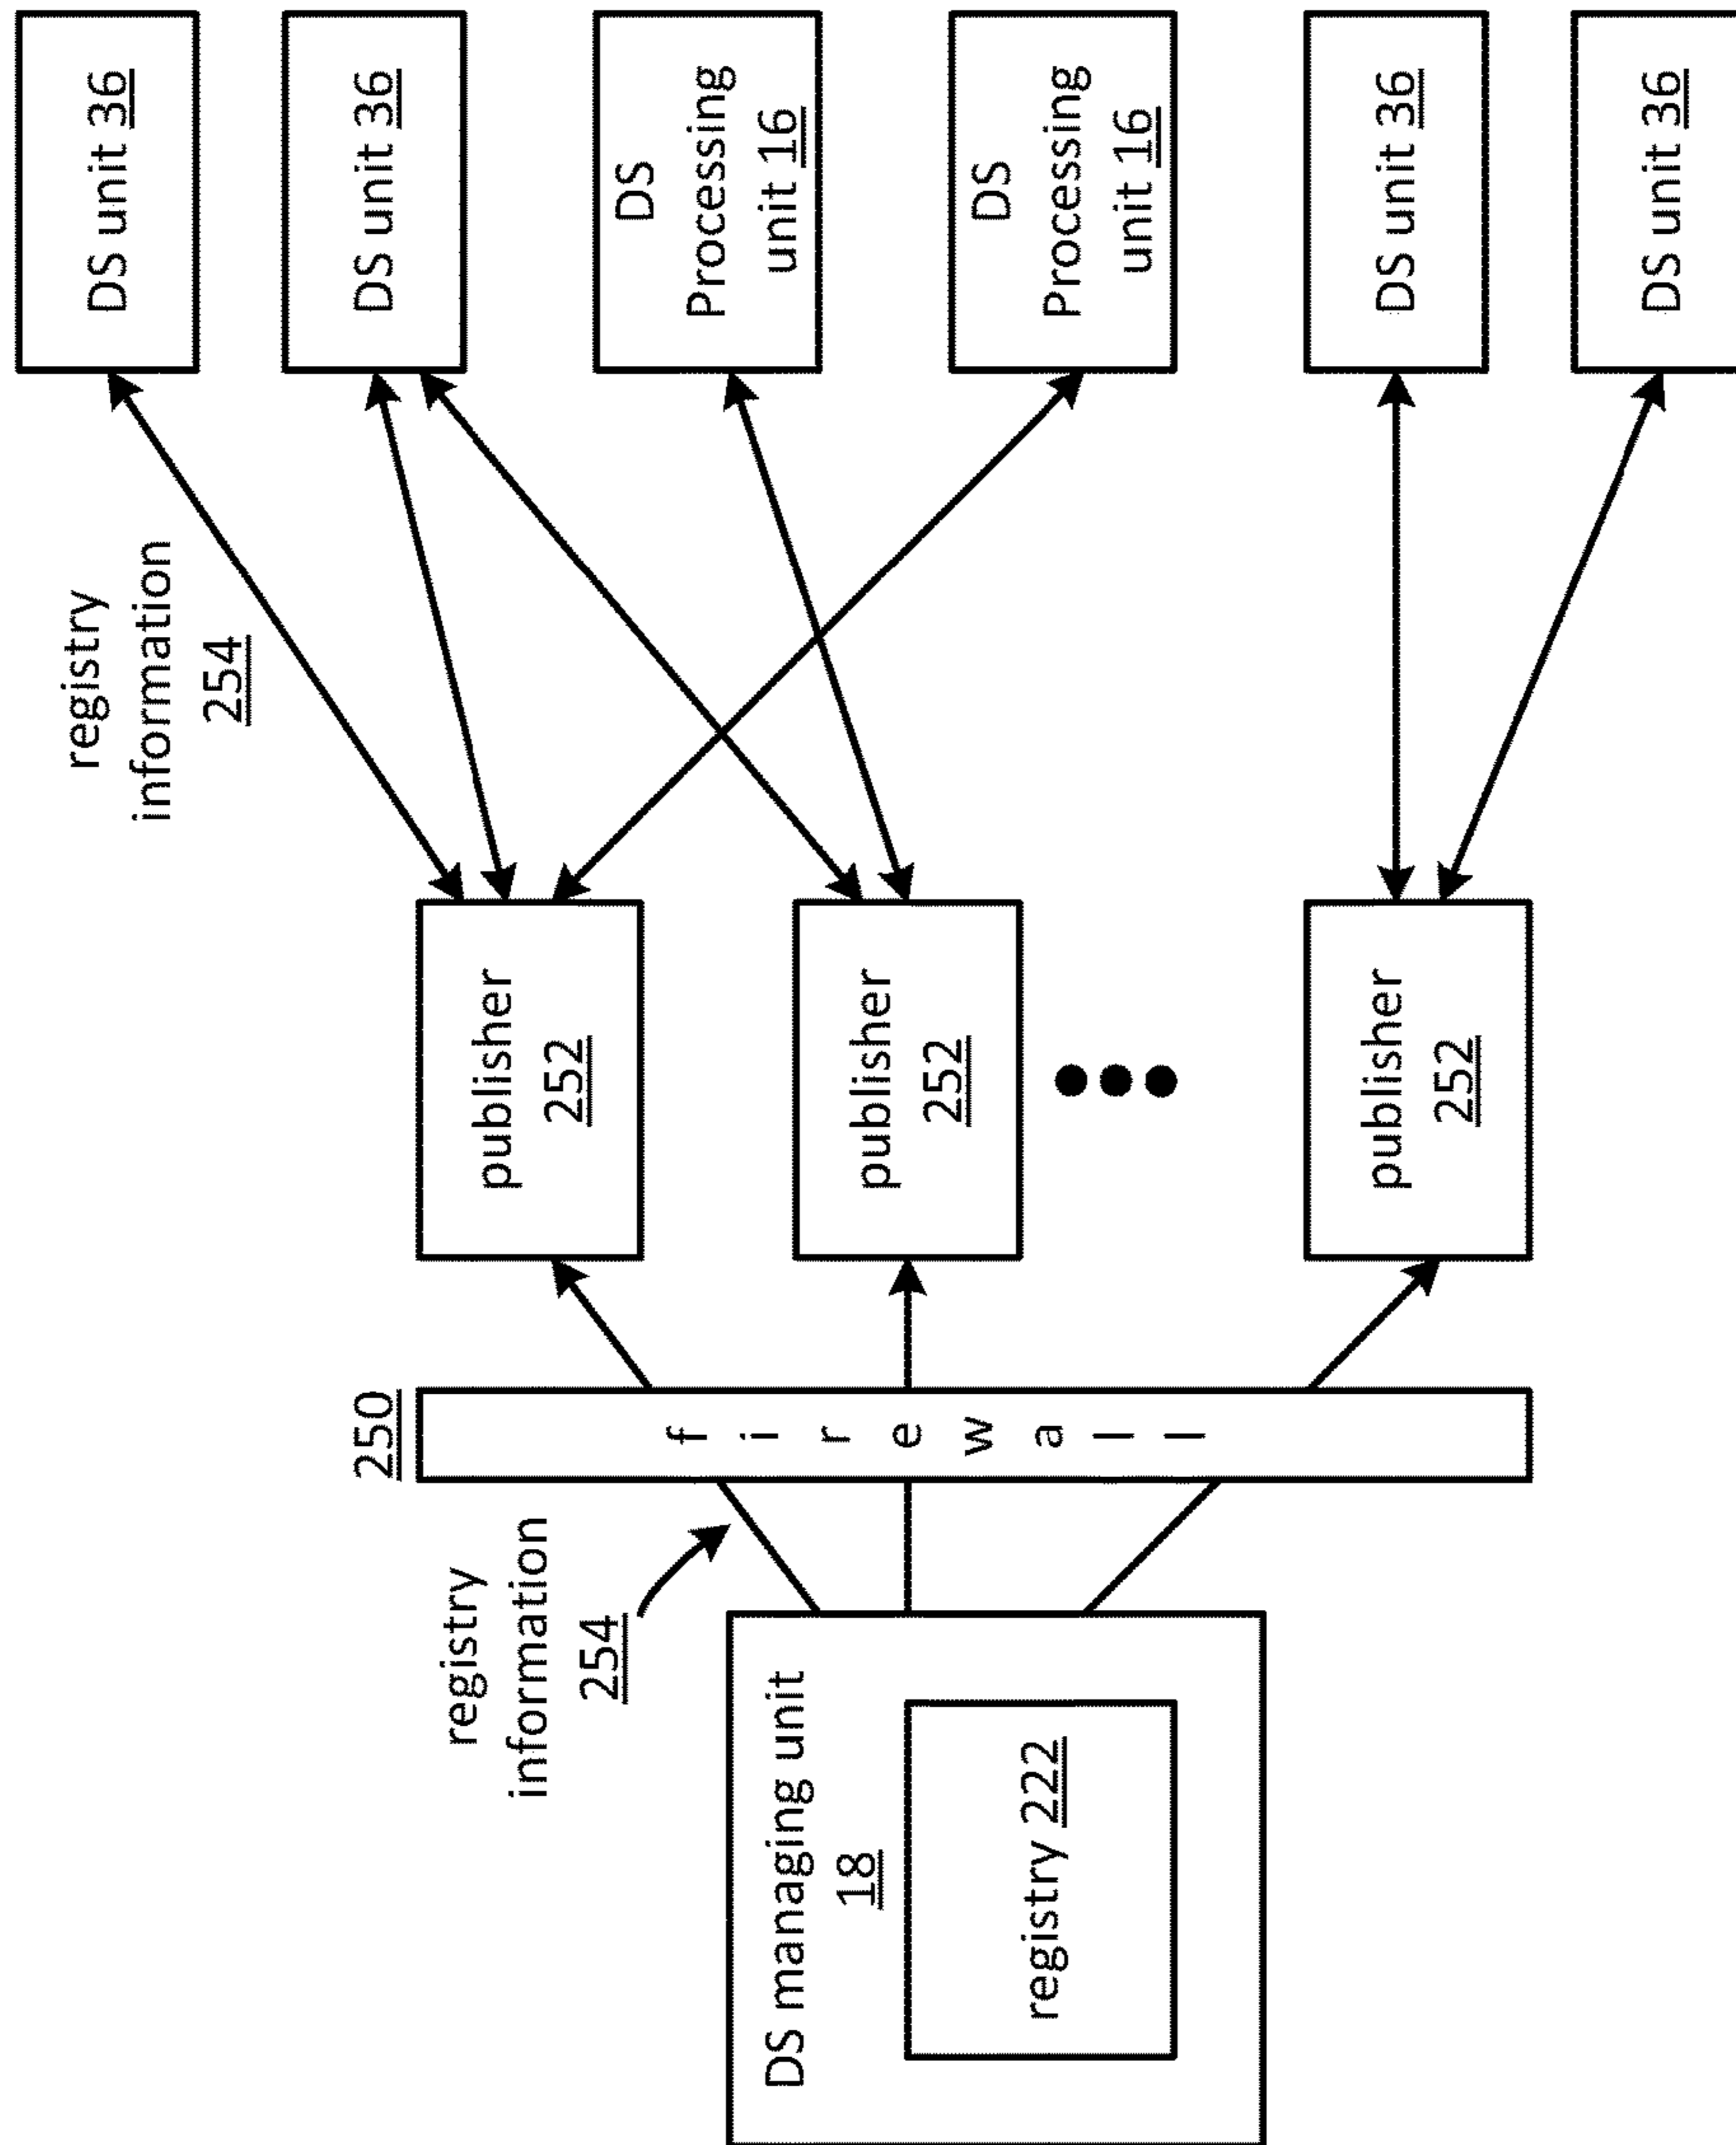 DS managing unit
18
registry 222
registry
information
254
250
f
i
r
e
w
a
l
l
publisher
252
publisher
252
publisher
252
registry
information
254
DS unit 36
DS unit 36
DS
Processing
unit 16
DS
Processing
unit 16
DS unit 36
DS unit 36